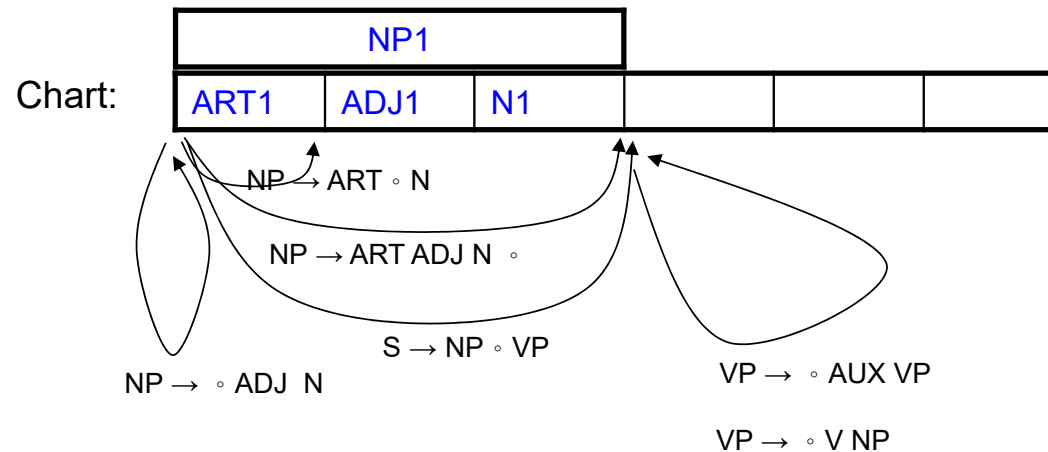 NP1
Chart:
ART1 ADJ1 N1
NP → ART ◦ N
NP → ART ADJ N ◦
S → NP ◦ VP
NP → ◦ ADJ N
VP → ◦ AUX VP
VP → ◦ V NP